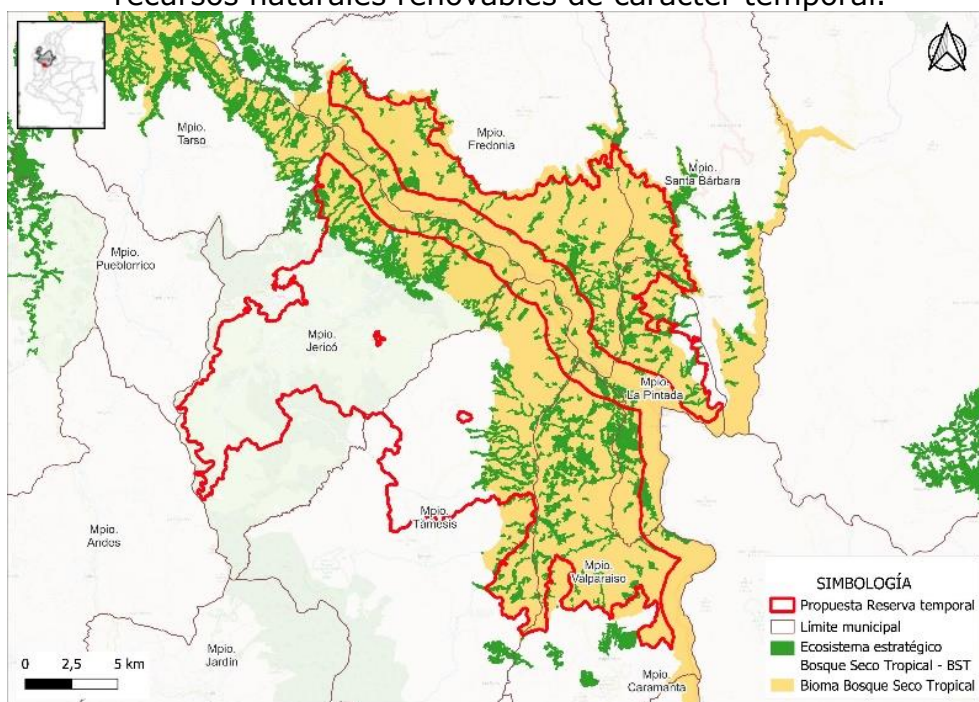 recursos naturales renovables de carácter temporal.
Mpio.
Tarso
Mpio.
Fredonia
Mpio.
Santa Bárbara
Mpio.
Pueblorrico
Mpio.
Jericó
Mpio.
La Pintada
Mpio.
Támesis
Mpio.
Andes
Mpio.
Valparaiso
Mpio.
Jardín
Mpio.
Caramanta
SIMBOLOGÍA
Propuesta Reserva temporal
Límite municipal
Ecosistema estratégico
Bosque Seco Tropical - BST
Bioma Bosque Seco Tropical
0 2,5 5 km